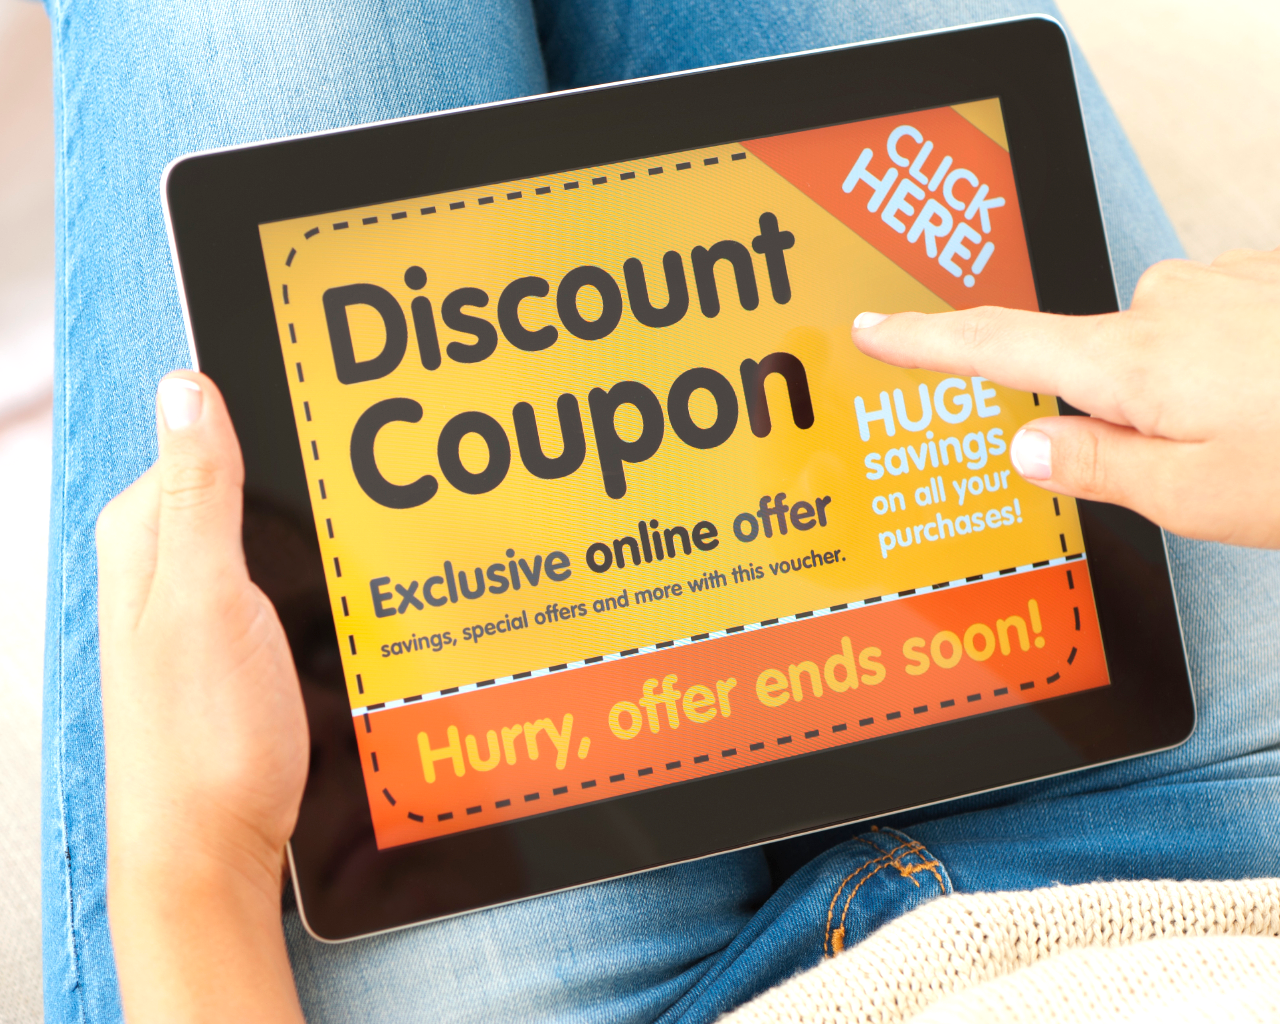 CLICK
HERE!
Discount
Coupon
Exclusive online offer
savings, special offers and more with this voucher.
HUGE
savings
on all your
purchases!
Hurry, offer ends soon!